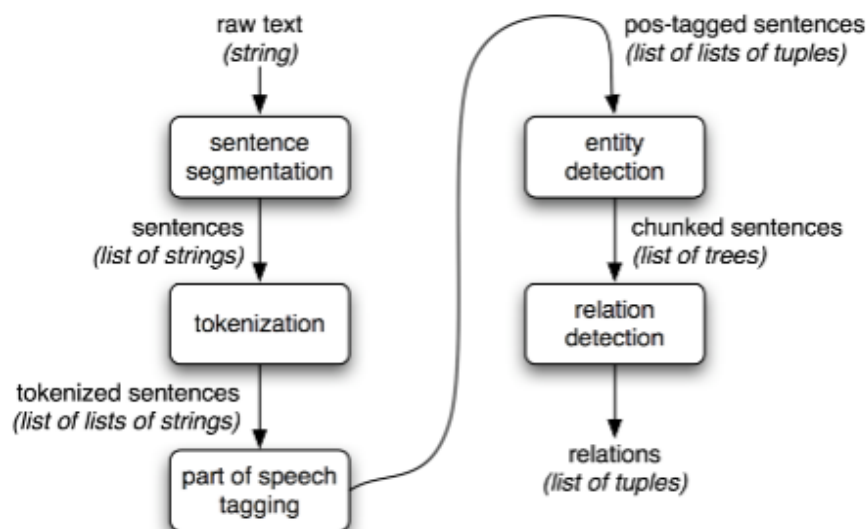 raw text
(string)
sentence
segmentation
sentences
(list of strings)
tokenization
tokenized sentences
(list of lists of strings)
part of speech
tagging
pos-tagged sentences
(list of lists of tuples)
entity
detection
chunked sentences
(list of trees)
relation
detection
relations
(list of tuples)